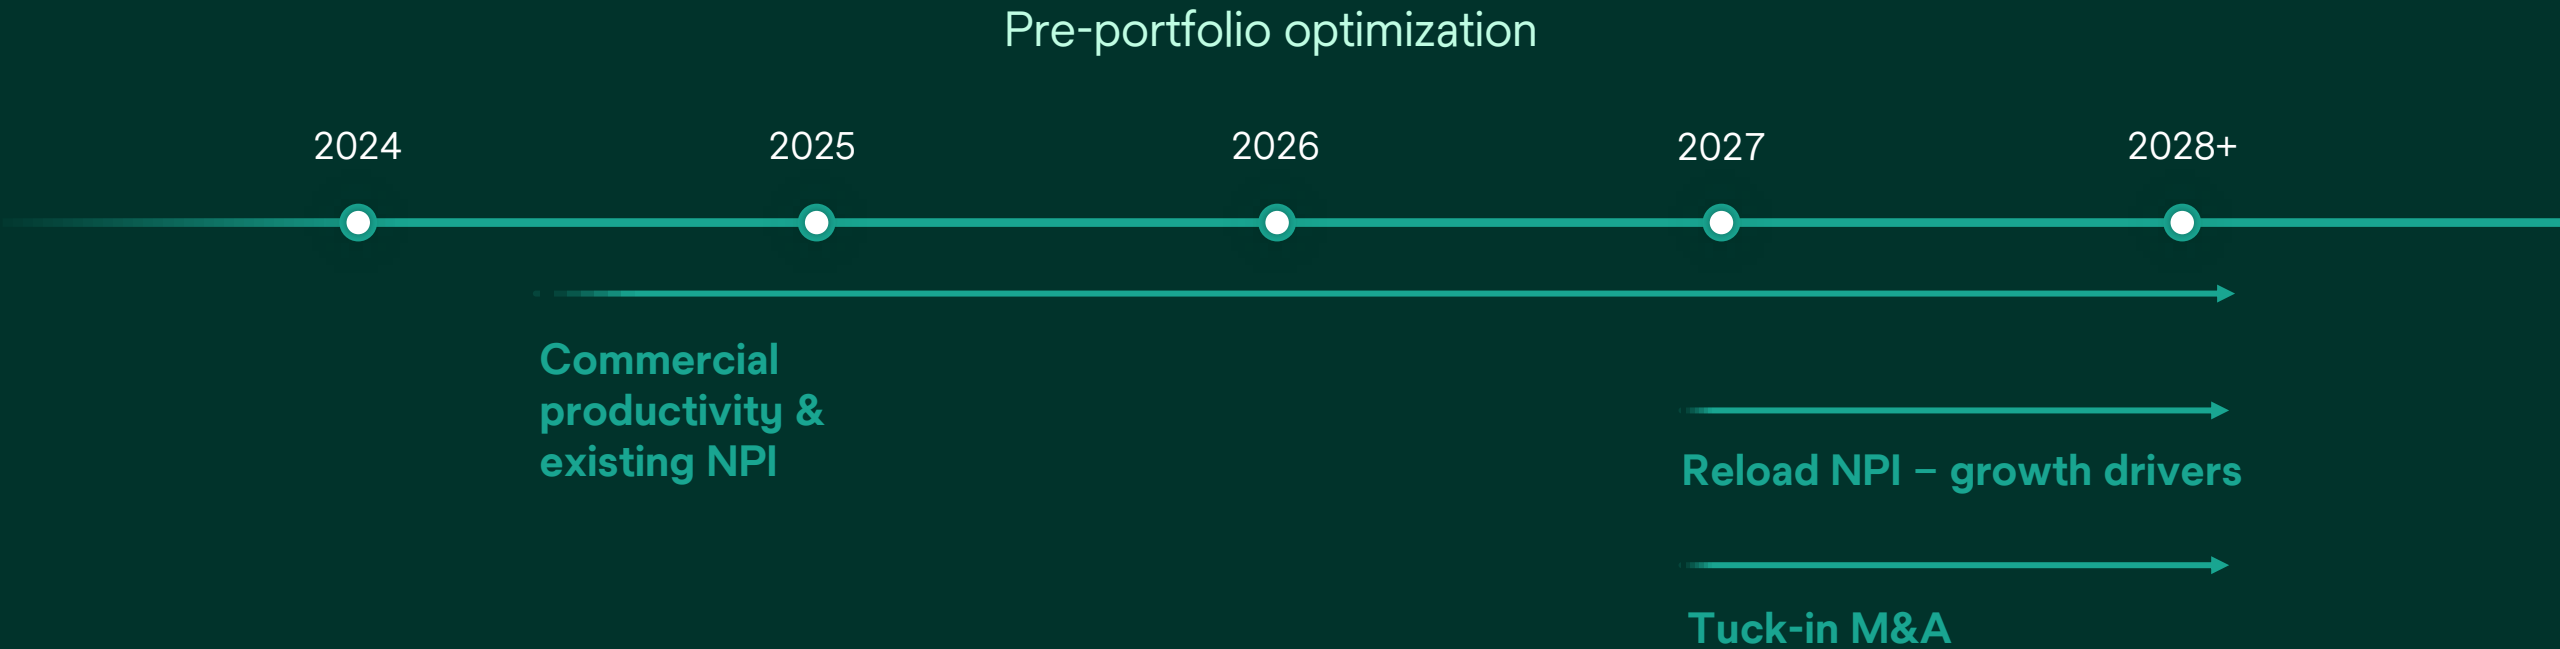 Pre-portfolio optimization
2024 2025 2026 2027 2028+
Commercial
productivity &
existing NPI
Reload NPI – growth drivers
Tuck-in M&A